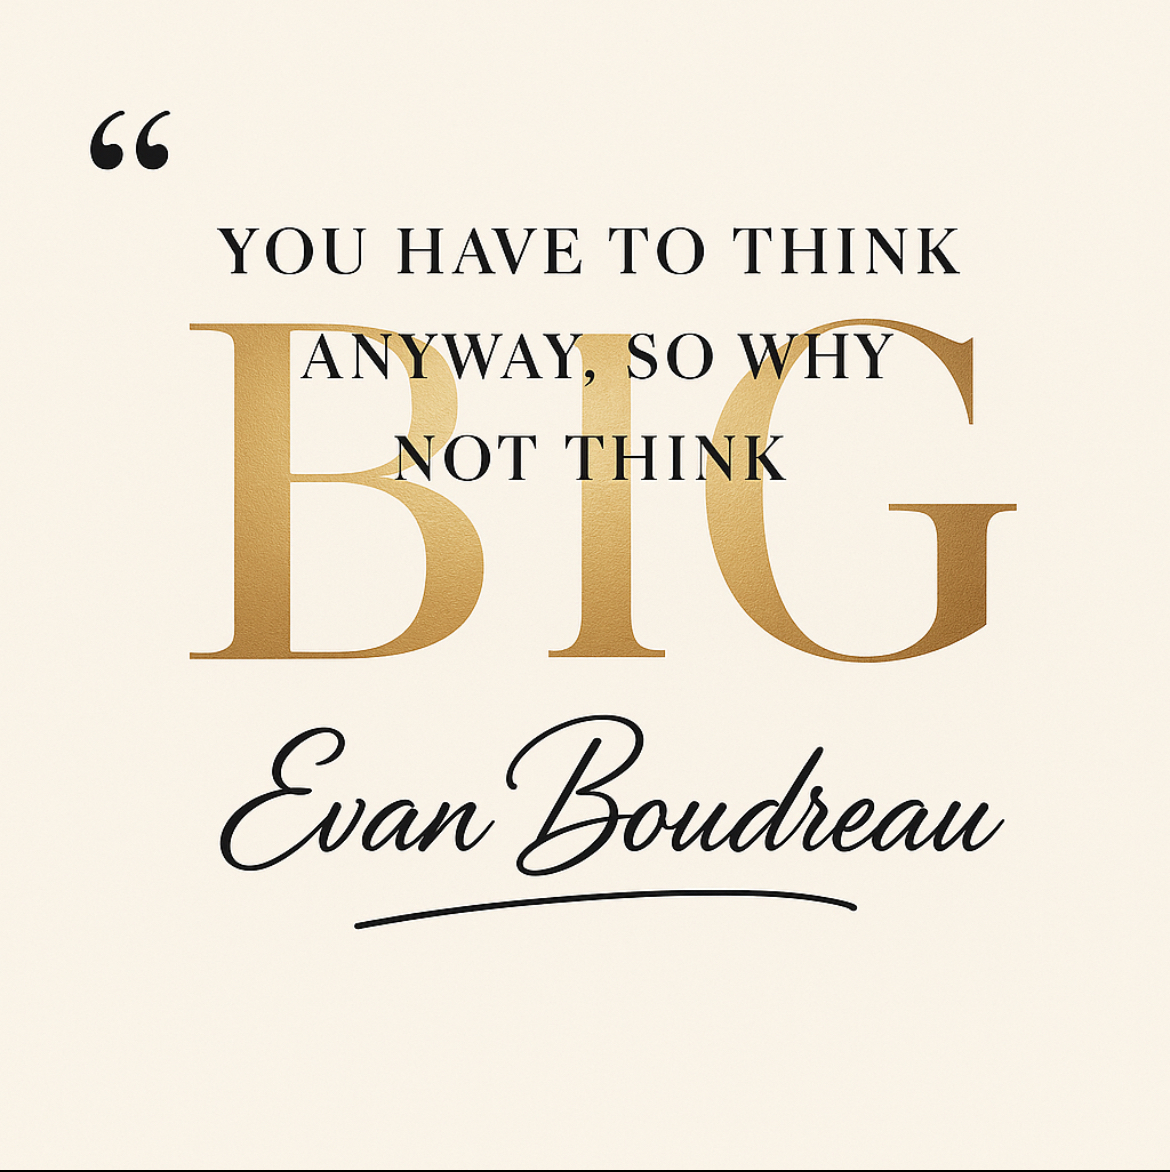 “
YOU HAVE TO THINK
ANYWAY, SO WHY
NOT THINK
BIG
Evan Boudreau